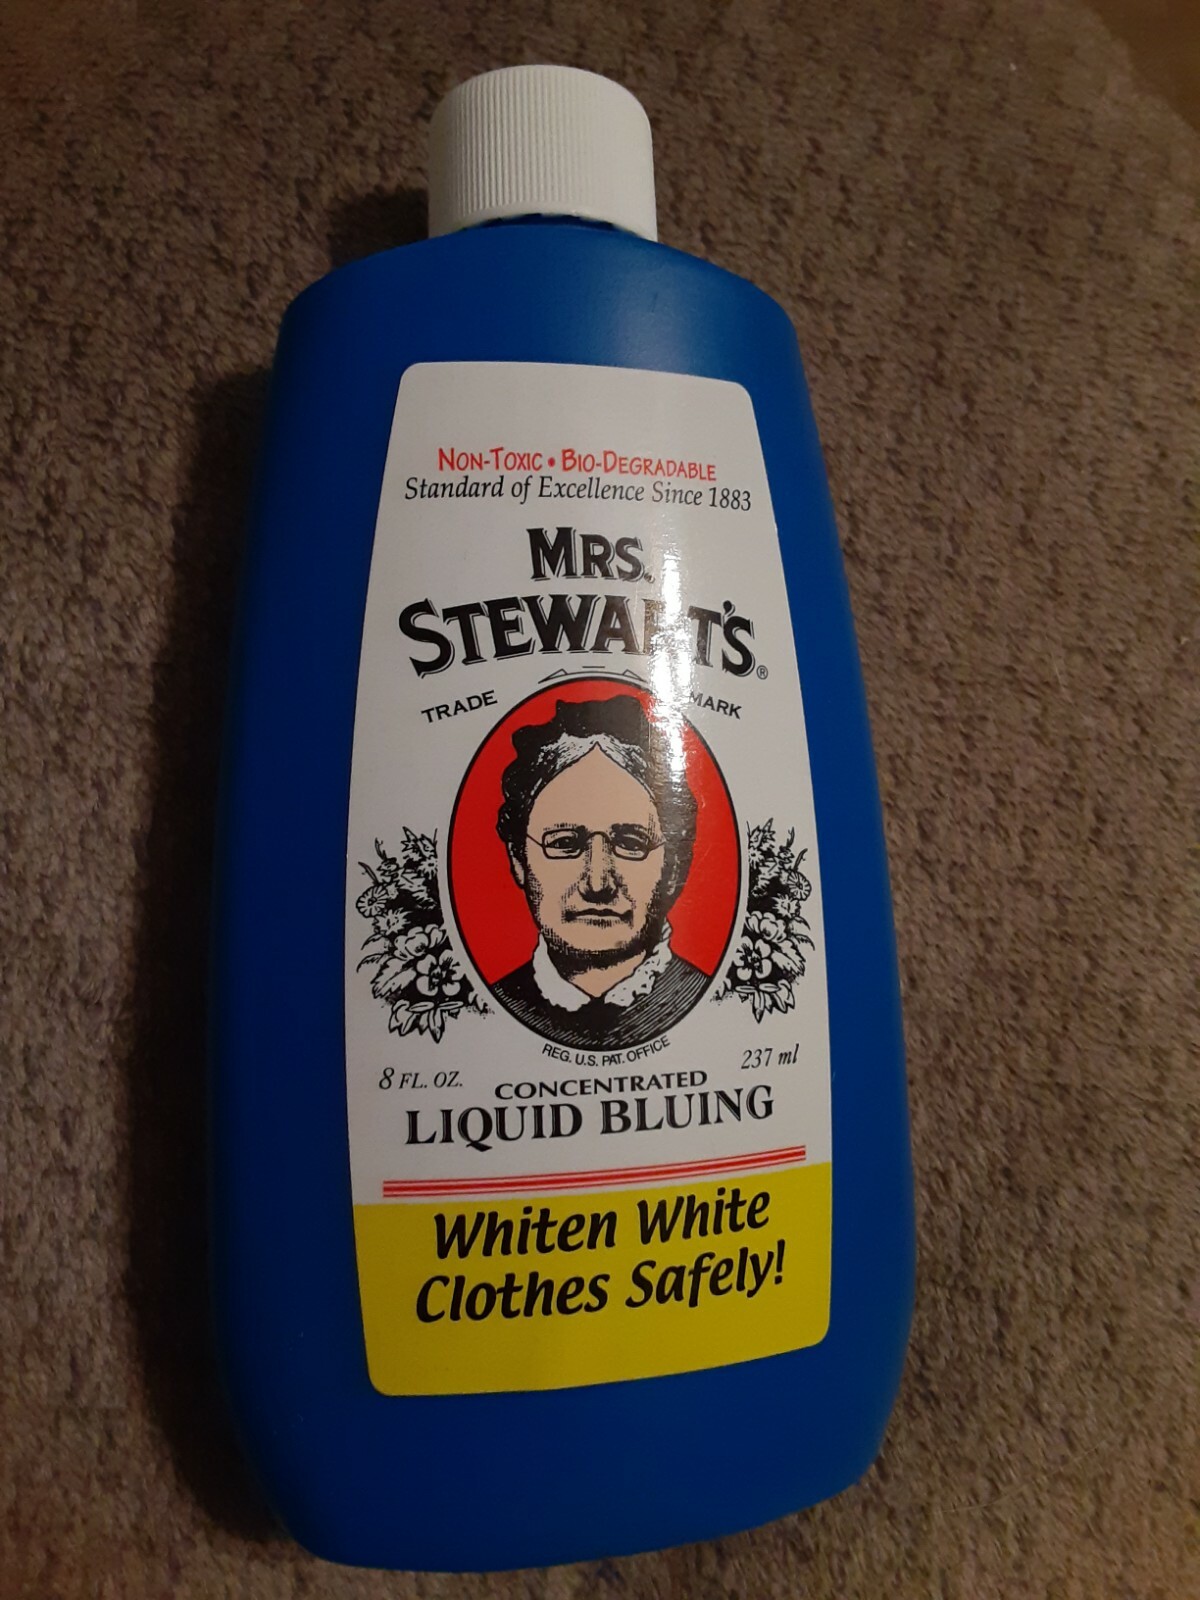 NON-TOXIC • BIO-DEGRADABLE
Standard of Excellence Since 1883
MRS.
STEWART'S®
TRADE MARK
REG. U.S. PAT. OFFICE
8 FL. OZ. 237 ml
CONCENTRATED
LIQUID BLUING
Whiten White
Clothes Safely!